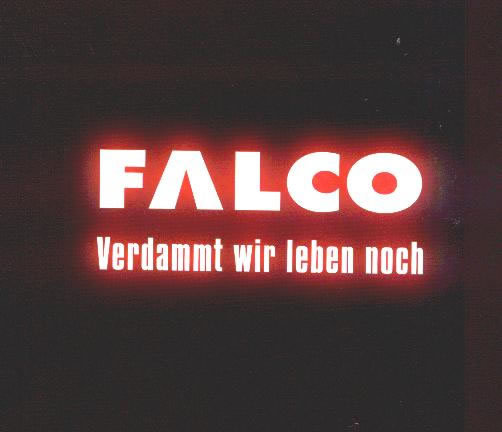 FALCO
Verdammt wir leben noch